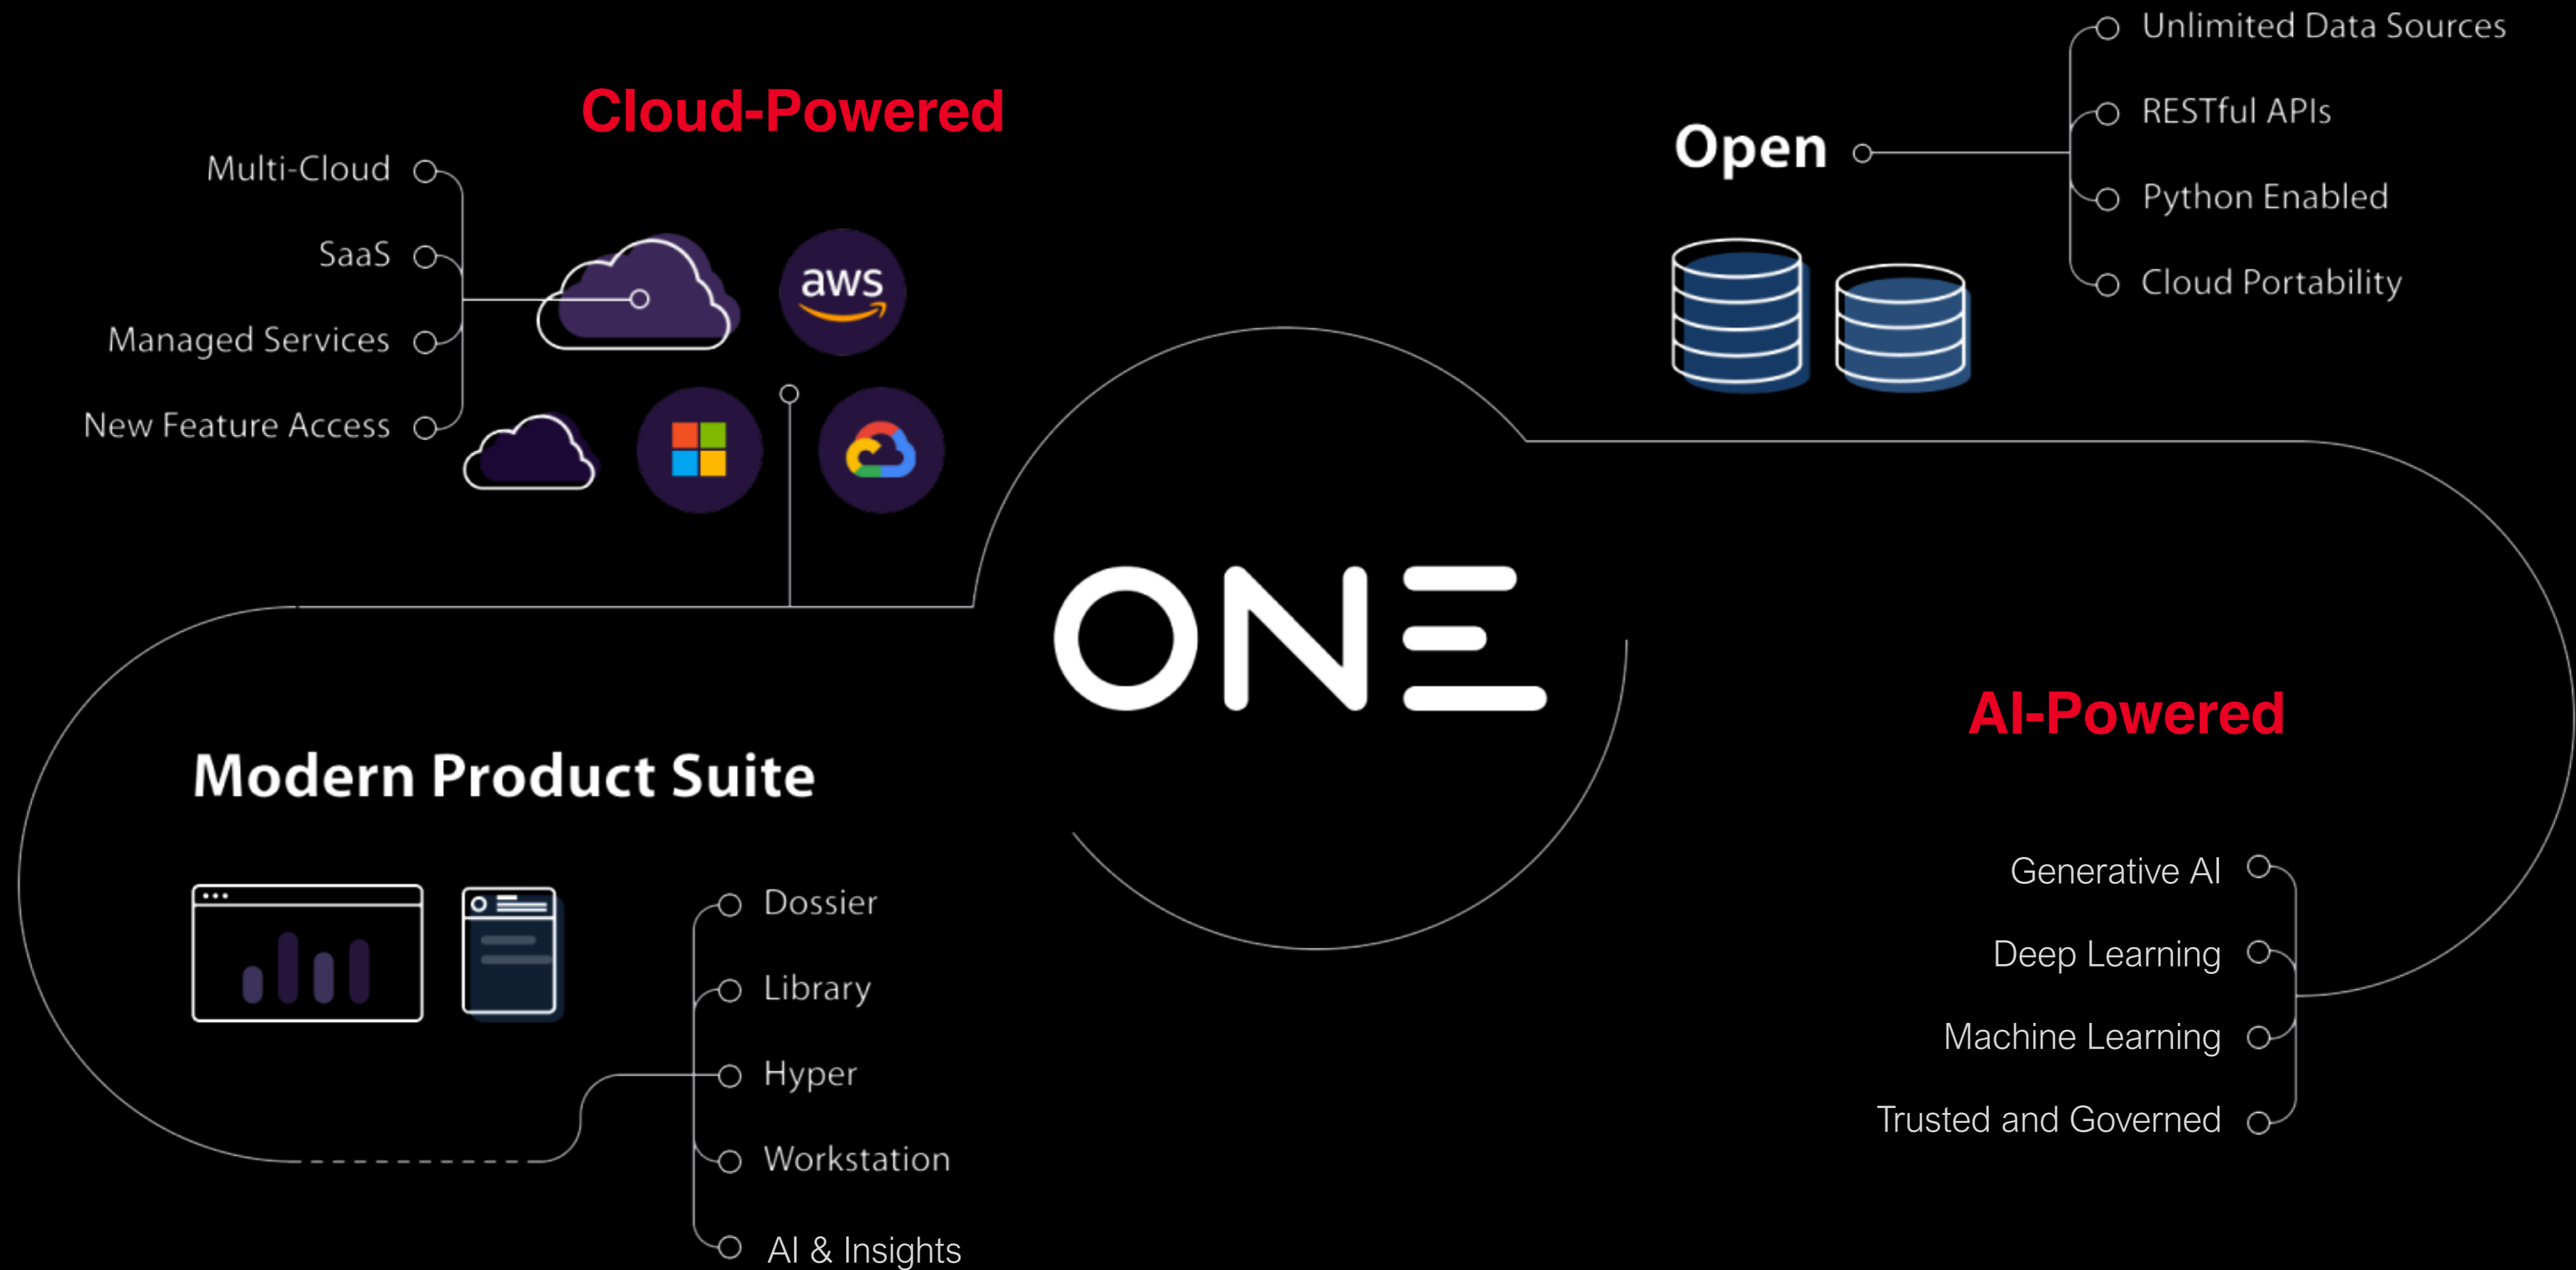 Cloud-Powered
Multi-Cloud
SaaS
Managed Services
New Feature Access
aws
Open
Unlimited Data Sources
RESTful APIs
Python Enabled
Cloud Portability
ONE
Modern Product Suite
Dossier
Library
Hyper
Workstation
AI & Insights
AI-Powered
Generative AI
Deep Learning
Machine Learning
Trusted and Governed